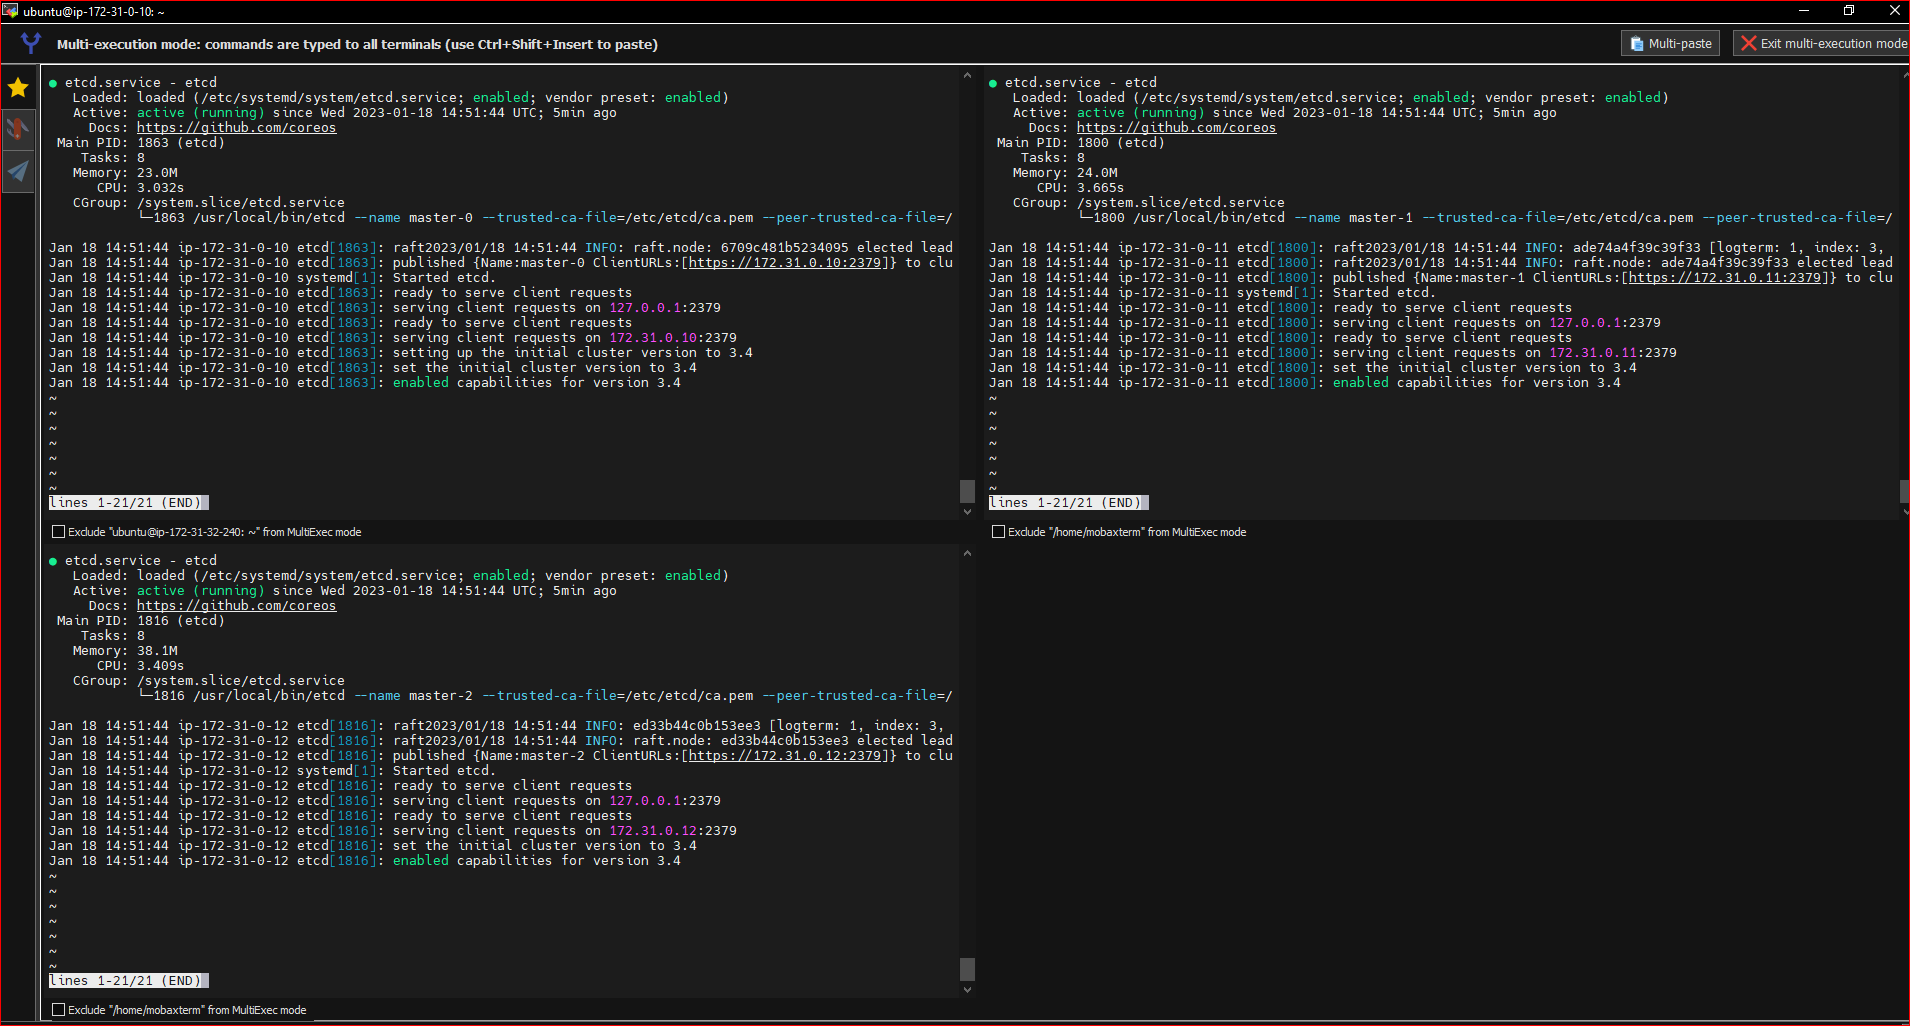 ubuntu@ip-172-31-0-10: ~
Multi-execution mode: commands are typed to all terminals (use Ctrl+Shift+Insert to paste)
Multi-paste
Exit multi-execution mode
● etcd.service - etcd
Loaded: loaded (/etc/systemd/system/etcd.service; enabled; vendor preset: enabled)
Active: active (running) since Wed 2023-01-18 14:51:44 UTC; 5min ago
Docs: https://github.com/coreos
Main PID: 1863 (etcd)
Tasks: 8
Memory: 23.0M
CPU: 3.032s
CGroup: /system.slice/etcd.service
└─1863 /usr/local/bin/etcd --name master-0 --trusted-ca-file=/etc/etcd/ca.pem --peer-trusted-ca-file=/
Jan 18 14:51:44 ip-172-31-0-10 etcd[1863]: raft2023/01/18 14:51:44 INFO: raft.node: 6709c481b5234095 elected lead
Jan 18 14:51:44 ip-172-31-0-10 etcd[1863]: published {Name:master-0 ClientURLs:[https://172.31.0.10:2379]} to clu
Jan 18 14:51:44 ip-172-31-0-10 systemd[1]: Started etcd.
Jan 18 14:51:44 ip-172-31-0-10 etcd[1863]: ready to serve client requests
Jan 18 14:51:44 ip-172-31-0-10 etcd[1863]: serving client requests on 127.0.0.1:2379
Jan 18 14:51:44 ip-172-31-0-10 etcd[1863]: ready to serve client requests
Jan 18 14:51:44 ip-172-31-0-10 etcd[1863]: serving client requests on 172.31.0.10:2379
Jan 18 14:51:44 ip-172-31-0-10 etcd[1863]: setting up the initial cluster version to 3.4
Jan 18 14:51:44 ip-172-31-0-10 etcd[1863]: set the initial cluster version to 3.4
Jan 18 14:51:44 ip-172-31-0-10 etcd[1863]: enabled capabilities for version 3.4
~
~
~
~
~
~
~
lines 1-21/21 (END)
Exclude "ubuntu@ip-172-31-32-240: ~" from MultiExec mode
● etcd.service - etcd
Loaded: loaded (/etc/systemd/system/etcd.service; enabled; vendor preset: enabled)
Active: active (running) since Wed 2023-01-18 14:51:44 UTC; 5min ago
Docs: https://github.com/coreos
Main PID: 1800 (etcd)
Tasks: 8
Memory: 24.0M
CPU: 3.665s
CGroup: /system.slice/etcd.service
└─1800 /usr/local/bin/etcd --name master-1 --trusted-ca-file=/etc/etcd/ca.pem --peer-trusted-ca-file=/
Jan 18 14:51:44 ip-172-31-0-11 etcd[1800]: raft2023/01/18 14:51:44 INFO: ade74a4f39c39f33 [logterm: 1, index: 3,
Jan 18 14:51:44 ip-172-31-0-11 etcd[1800]: raft2023/01/18 14:51:44 INFO: raft.node: ade74a4f39c39f33 elected lead
Jan 18 14:51:44 ip-172-31-0-11 etcd[1800]: published {Name:master-1 ClientURLs:[https://172.31.0.11:2379]} to clu
Jan 18 14:51:44 ip-172-31-0-11 systemd[1]: Started etcd.
Jan 18 14:51:44 ip-172-31-0-11 etcd[1800]: ready to serve client requests
Jan 18 14:51:44 ip-172-31-0-11 etcd[1800]: serving client requests on 127.0.0.1:2379
Jan 18 14:51:44 ip-172-31-0-11 etcd[1800]: ready to serve client requests
Jan 18 14:51:44 ip-172-31-0-11 etcd[1800]: serving client requests on 172.31.0.11:2379
Jan 18 14:51:44 ip-172-31-0-11 etcd[1800]: set the initial cluster version to 3.4
Jan 18 14:51:44 ip-172-31-0-11 etcd[1800]: enabled capabilities for version 3.4
~
~
~
~
~
~
~
lines 1-21/21 (END)
Exclude "/home/mobaxterm" from MultiExec mode
● etcd.service - etcd
Loaded: loaded (/etc/systemd/system/etcd.service; enabled; vendor preset: enabled)
Active: active (running) since Wed 2023-01-18 14:51:44 UTC; 5min ago
Docs: https://github.com/coreos
Main PID: 1816 (etcd)
Tasks: 8
Memory: 38.1M
CPU: 3.409s
CGroup: /system.slice/etcd.service
└─1816 /usr/local/bin/etcd --name master-2 --trusted-ca-file=/etc/etcd/ca.pem --peer-trusted-ca-file=/
Jan 18 14:51:44 ip-172-31-0-12 etcd[1816]: raft2023/01/18 14:51:44 INFO: ed33b44c0b153ee3 [logterm: 1, index: 3,
Jan 18 14:51:44 ip-172-31-0-12 etcd[1816]: raft2023/01/18 14:51:44 INFO: raft.node: ed33b44c0b153ee3 elected lead
Jan 18 14:51:44 ip-172-31-0-12 etcd[1816]: published {Name:master-2 ClientURLs:[https://172.31.0.12:2379]} to clu
Jan 18 14:51:44 ip-172-31-0-12 systemd[1]: Started etcd.
Jan 18 14:51:44 ip-172-31-0-12 etcd[1816]: ready to serve client requests
Jan 18 14:51:44 ip-172-31-0-12 etcd[1816]: serving client requests on 127.0.0.1:2379
Jan 18 14:51:44 ip-172-31-0-12 etcd[1816]: ready to serve client requests
Jan 18 14:51:44 ip-172-31-0-12 etcd[1816]: serving client requests on 172.31.0.12:2379
Jan 18 14:51:44 ip-172-31-0-12 etcd[1816]: set the initial cluster version to 3.4
Jan 18 14:51:44 ip-172-31-0-12 etcd[1816]: enabled capabilities for version 3.4
~
~
~
~
~
~
~
lines 1-21/21 (END)
Exclude "/home/mobaxterm" from MultiExec mode